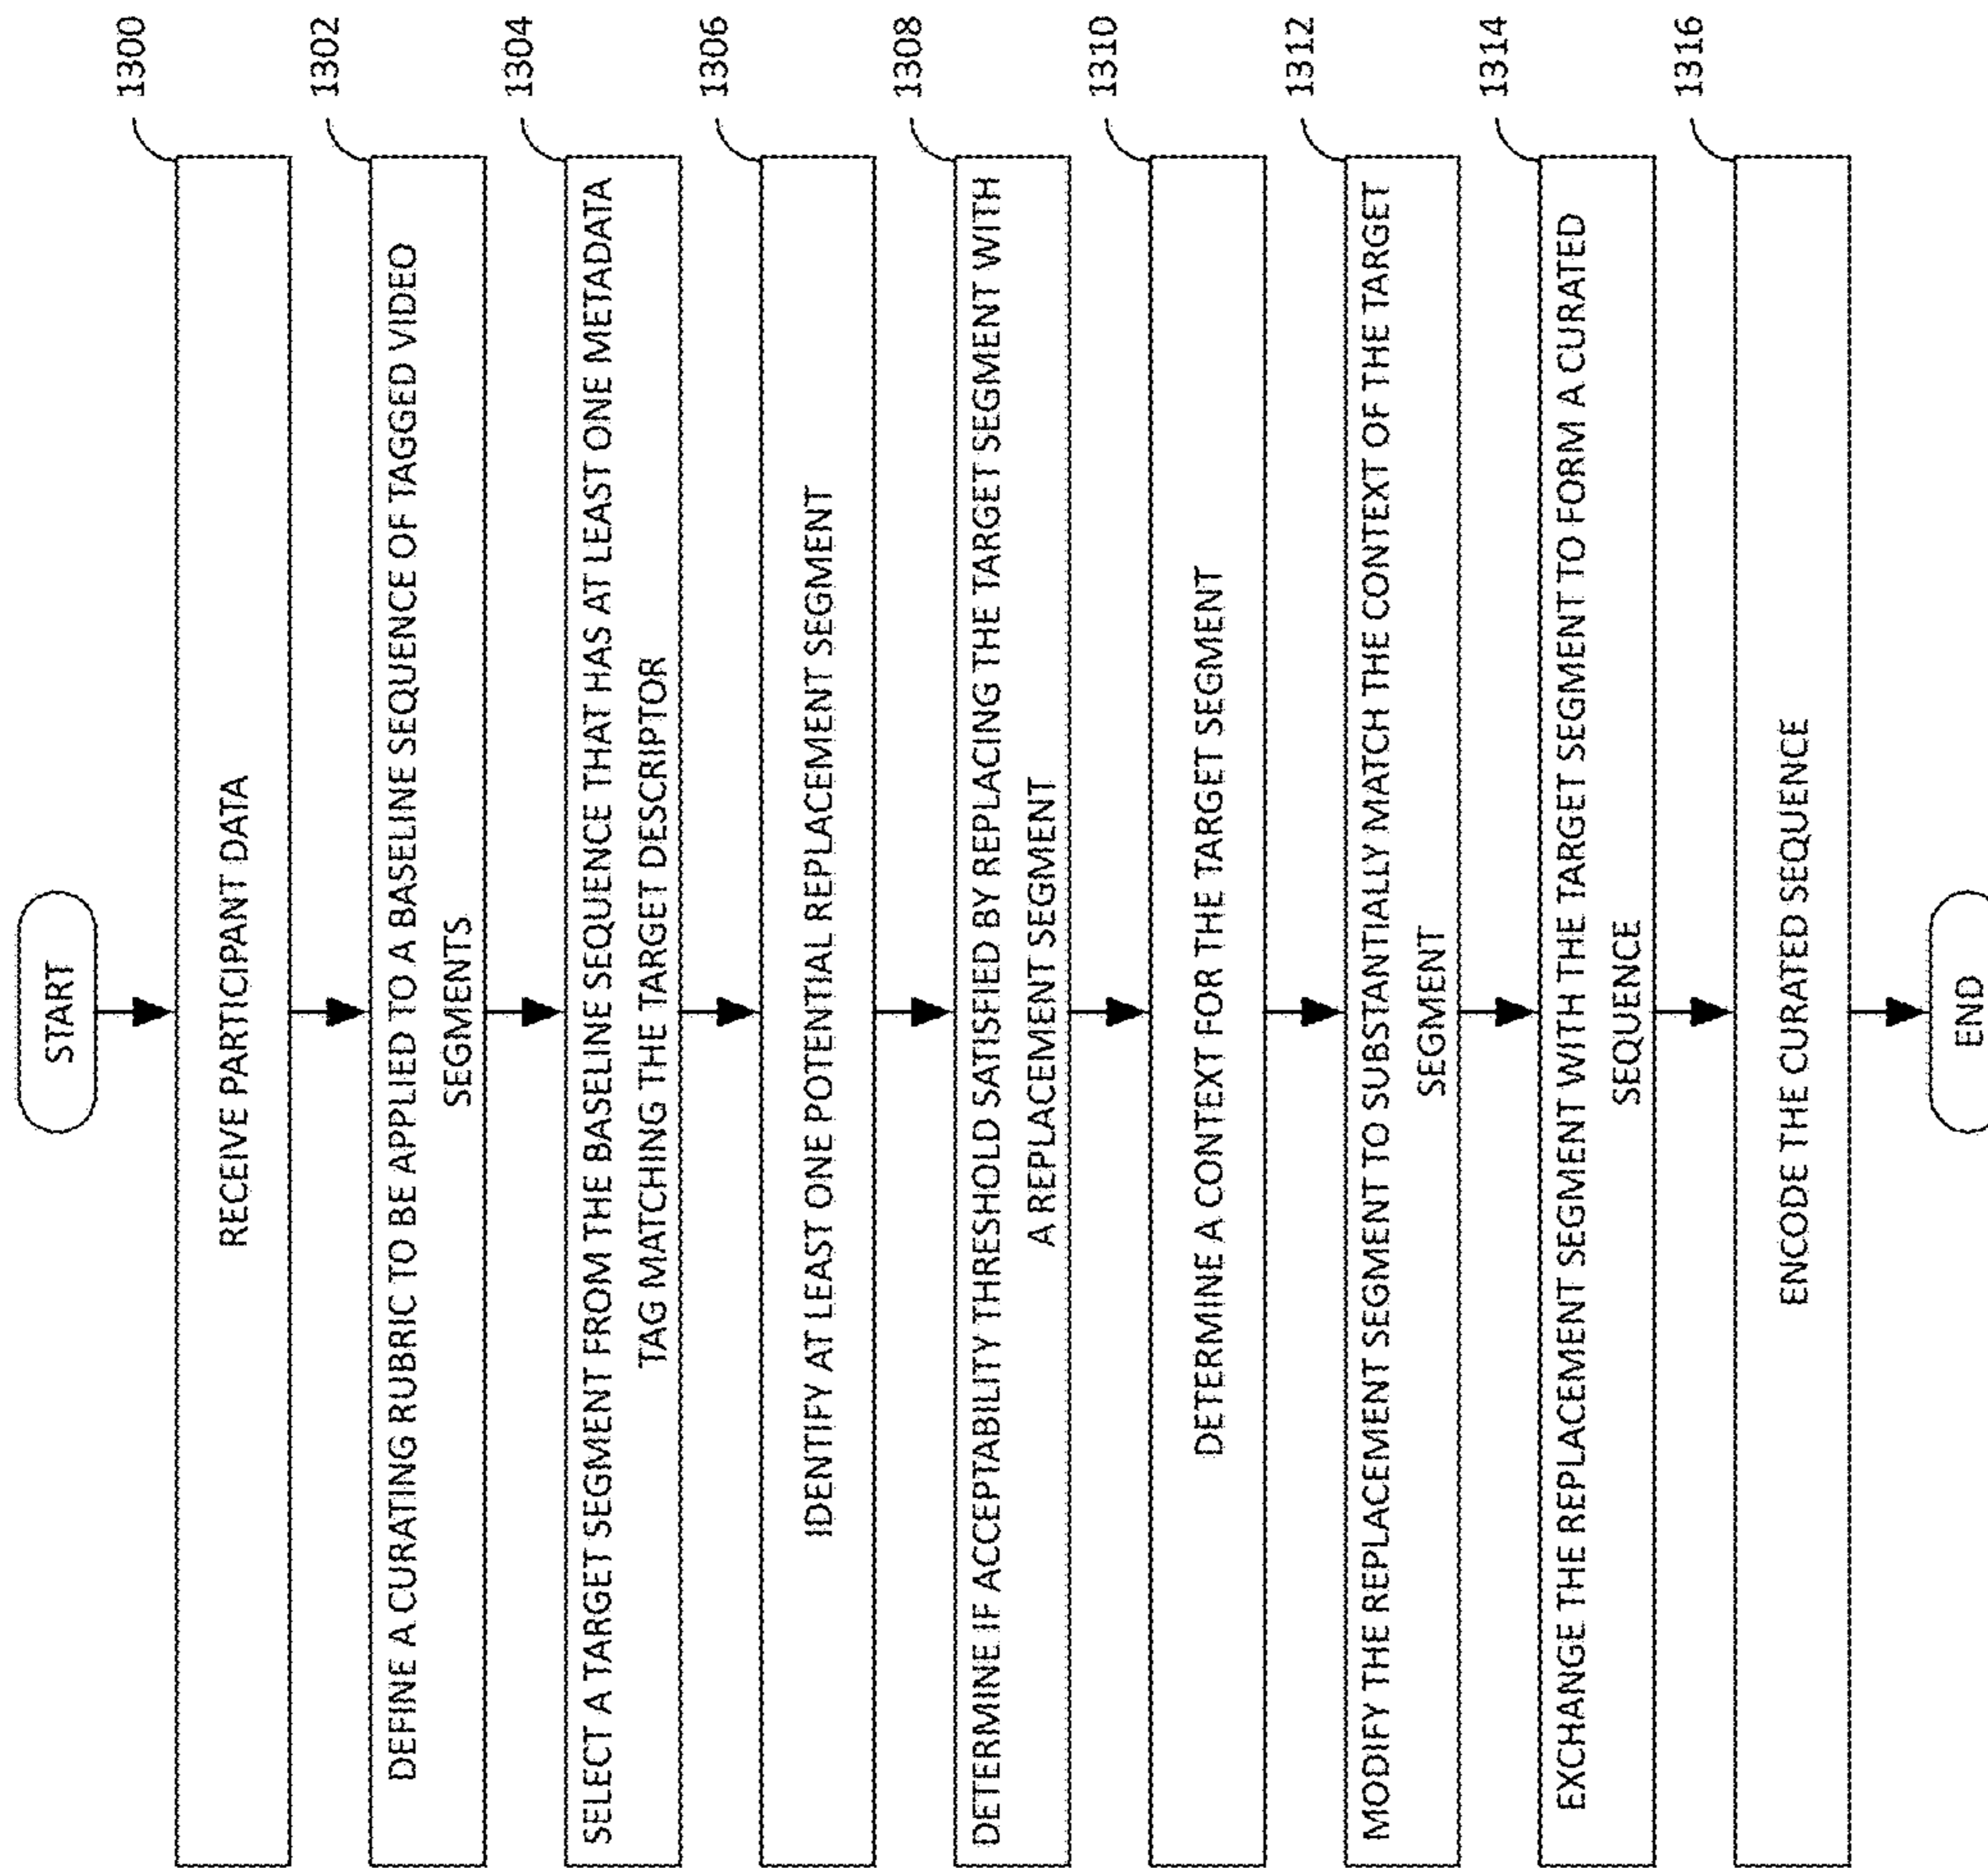 START
1300
RECEIVE PARTICIPANT DATA
1302
DEFINE A CURATING RUBRIC TO BE APPLIED TO A BASELINE SEQUENCE OF TAGGED VIDEO
SEGMENTS
1304
SELECT A TARGET SEGMENT FROM THE BASELINE SEQUENCE THAT HAS AT LEAST ONE METADATA
TAG MATCHING THE TARGET DESCRIPTOR
1306
IDENTIFY AT LEAST ONE POTENTIAL REPLACEMENT SEGMENT
1308
DETERMINE IF ACCEPTABILITY THRESHOLD SATISFIED BY REPLACING THE TARGET SEGMENT WITH
A REPLACEMENT SEGMENT
1310
DETERMINE A CONTEXT FOR THE TARGET SEGMENT
1312
MODIFY THE REPLACEMENT SEGMENT TO SUBSTANTIALLY MATCH THE CONTEXT OF THE TARGET
SEGMENT
1314
EXCHANGE THE REPLACEMENT SEGMENT WITH THE TARGET SEGMENT TO FORM A CURATED
SEQUENCE
1316
ENCODE THE CURATED SEQUENCE
END